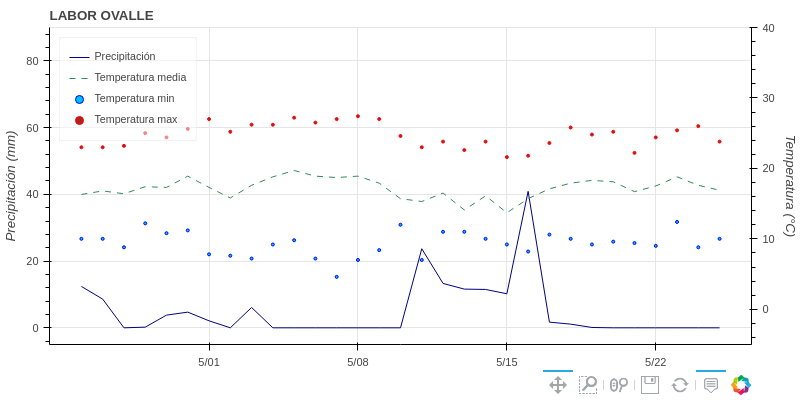 LABOR OVALLE
Precipitación
Temperatura media
Temperatura min
Temperatura max
Precipitación (mm)
80
60
40
20
0
Temperatura (°C)
40
30
20
10
0
5/01
5/08
5/15
5/22